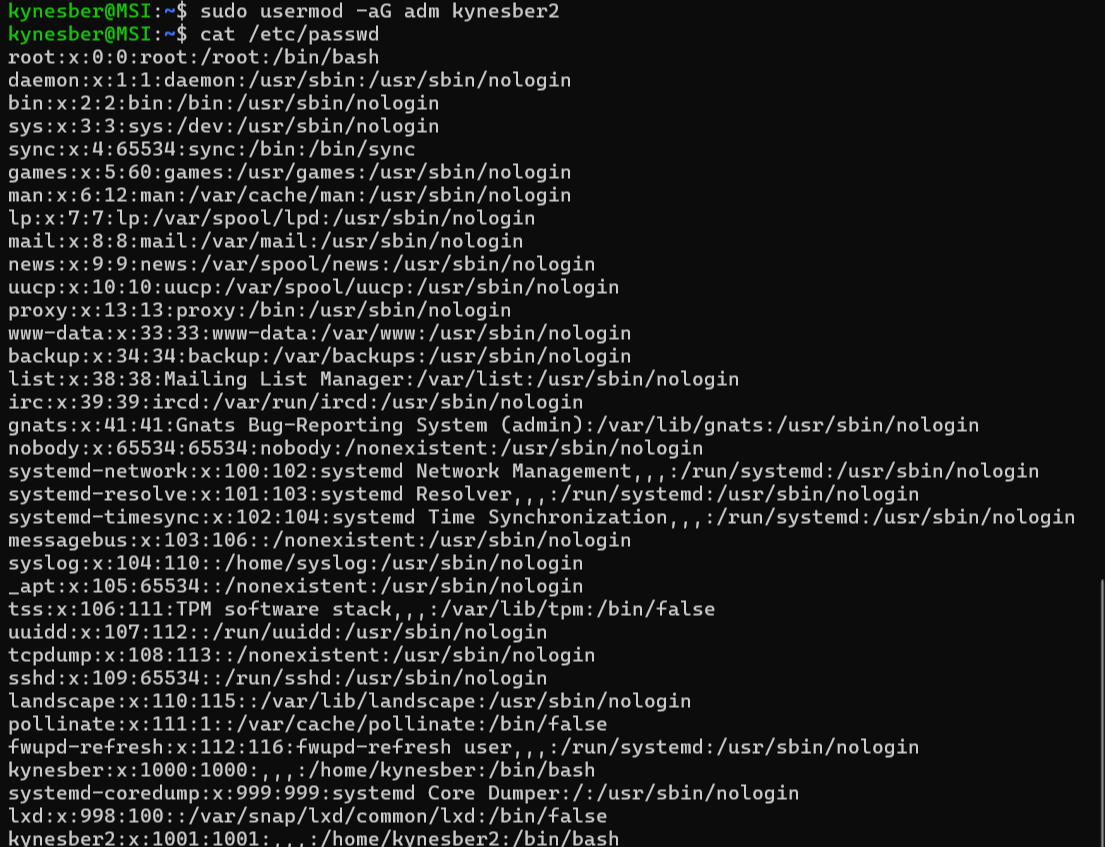 kynesber@MSI:~$ sudo usermod -aG adm kynesber2
kynesber@MSI:~$ cat /etc/passwd
root:x:0:0:root:/root:/bin/bash
daemon:x:1:1:daemon:/usr/sbin:/usr/sbin/nologin
bin:x:2:2:bin:/bin:/usr/sbin/nologin
sys:x:3:3:sys:/dev:/usr/sbin/nologin
sync:x:4:65534:sync:/bin:/bin/sync
games:x:5:60:games:/usr/games:/usr/sbin/nologin
man:x:6:12:man:/var/cache/man:/usr/sbin/nologin
lp:x:7:7:lp:/var/spool/lpd:/usr/sbin/nologin
mail:x:8:8:mail:/var/mail:/usr/sbin/nologin
news:x:9:9:news:/var/spool/news:/usr/sbin/nologin
uucp:x:10:10:uucp:/var/spool/uucp:/usr/sbin/nologin
proxy:x:13:13:proxy:/bin:/usr/sbin/nologin
www-data:x:33:33:www-data:/var/www:/usr/sbin/nologin
backup:x:34:34:backup:/var/backups:/usr/sbin/nologin
list:x:38:38:Mailing List Manager:/var/list:/usr/sbin/nologin
irc:x:39:39:ircd:/var/run/ircd:/usr/sbin/nologin
gnats:x:41:41:Gnats Bug-Reporting System (admin):/var/lib/gnats:/usr/sbin/nologin
nobody:x:65534:65534:nobody:/nonexistent:/usr/sbin/nologin
systemd-network:x:100:102:systemd Network Management,,,:/run/systemd:/usr/sbin/nologin
systemd-resolve:x:101:103:systemd Resolver,,,:/run/systemd:/usr/sbin/nologin
systemd-timesync:x:102:104:systemd Time Synchronization,,,:/run/systemd:/usr/sbin/nologin
messagebus:x:103:106::/nonexistent:/usr/sbin/nologin
syslog:x:104:110::/home/syslog:/usr/sbin/nologin
_apt:x:105:65534::/nonexistent:/usr/sbin/nologin
tss:x:106:111:TPM software stack,,,:/var/lib/tpm:/bin/false
uuidd:x:107:112::/run/uuidd:/usr/sbin/nologin
tcpdump:x:108:113::/nonexistent:/usr/sbin/nologin
sshd:x:109:65534::/run/sshd:/usr/sbin/nologin
landscape:x:110:115::/var/lib/landscape:/usr/sbin/nologin
pollinate:x:111:1::/var/cache/pollinate:/bin/false
fwupd-refresh:x:112:116:fwupd-refresh user,,,:/run/systemd:/usr/sbin/nologin
kynesber:x:1000:1000:,,,:/home/kynesber:/bin/bash
systemd-coredump:x:999:999:systemd Core Dumper:/:/usr/sbin/nologin
lxd:x:998:100::/var/snap/lxd/common/lxd:/bin/false
kynesber2:x:1001:1001:,,,:/home/kynesber2:/bin/bash